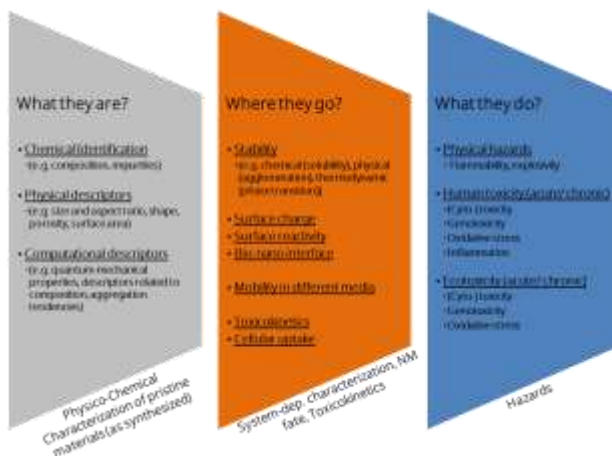 What they are?
• Chemical identification
-(e.g. composition, impurities)
• Physical descriptors
-(e.g. size and aspect ratio, shape,
porosity, surface area)
• Computational descriptors
-(e.g. quantum-mechanical
properties, descriptors related to
composition, aggregation
tendencies)
Physico-Chemical
Characterization of pristine
materials (as synthesized)
Where they go?
• Stability
-(e.g. chemical (solubility), physical
(agglomeration), thermodynamic
(phase transition))
• Surface charge
• Surface reactivity
• Bio-nano interface
• Mobility in different media
• Toxicokinetics
• Cellular uptake
System-dep. characterization, NM
fate, Toxicokinetics
What they do?
• Physical hazards
-Flammability, explosivity
• Human toxicity (acute/ chronic)
-(Cyto-) toxicity
-Genotoxicity
-Oxidative stress
-Inflammation
• Ecotoxicity (acute/ chronic)
-(Cyto-) toxicity
-Genotoxicity
-Oxidative stress
Hazards